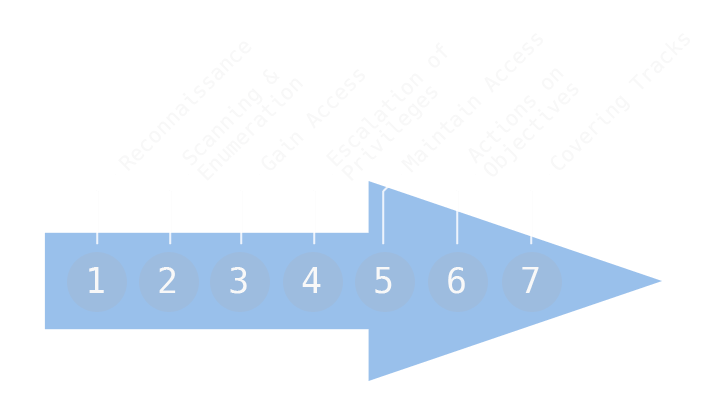 Reconnaissance
Scanning &
Enumeration
Gain Access
Escalation of
Privileges
Maintain Access
Actions on
Objectives
Covering Tracks
1 2 3 4 5 6 7